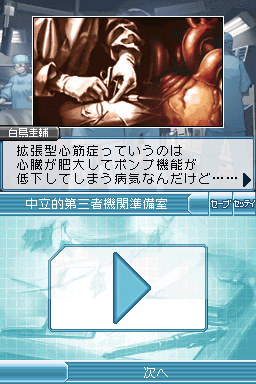 白鳥圭輔
拡張型心筋症っていうのは
心臓が肥大してポンプ機能が
低下してしまう病気なんだけど……
中立的第三者機関準備室
セーブ
セッテイ
次へ